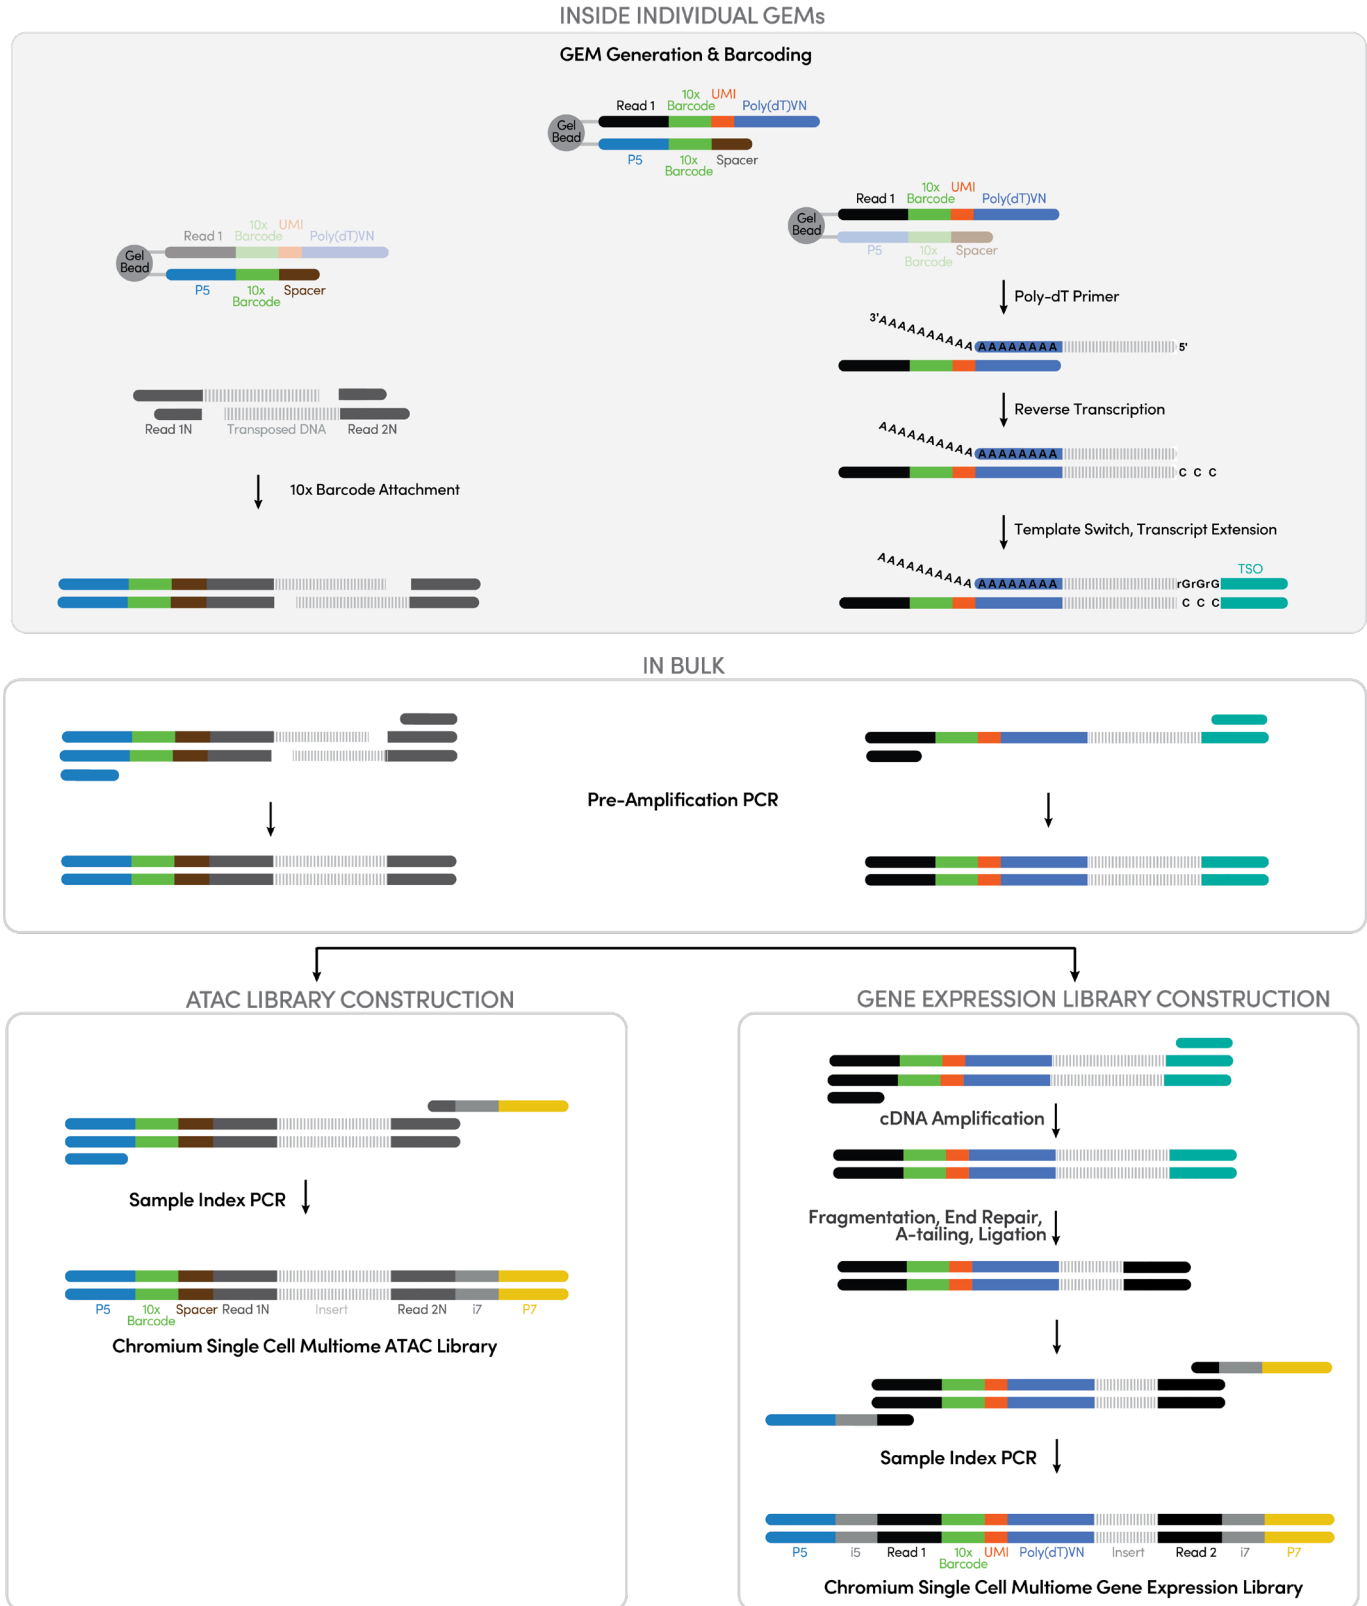 INSIDE INDIVIDUAL GEMs
GEM Generation & Barcoding
10x UMI
Read 1 Barcode Poly(dT)VN
Gel
Bead
P5 10x Spacer
Barcode
10x UMI
Read 1 Barcode Poly(dT)VN
Gel
Bead
P5 10x Spacer
Barcode
10x UMI
Read 1 Barcode Poly(dT)VN
Gel
Bead
P5 10x Spacer
Barcode
Read 1N Transposed DNA Read 2N
10x Barcode Attachment
Poly-dT Primer
3'AAAAAAAAAA AAAAAAAA 5'
Reverse Transcription
AAAAAAAAAA AAAAAAAA
C C C
Template Switch, Transcript Extension
TSO
AAAAAAAAAA AAAAAAAA rGrGrG
C C C
IN BULK
Pre-Amplification PCR
ATAC LIBRARY CONSTRUCTION
Sample Index PCR
P5 10x Spacer Read 1N Insert Read 2N i7 P7
Barcode
Chromium Single Cell Multiome ATAC Library
GENE EXPRESSION LIBRARY CONSTRUCTION
cDNA Amplification
Fragmentation, End Repair,
A-tailing, Ligation
Sample Index PCR
P5 i5 Read 1 10x UMI Poly(dT)VN Insert Read 2 i7 P7
Barcode
Chromium Single Cell Multiome Gene Expression Library